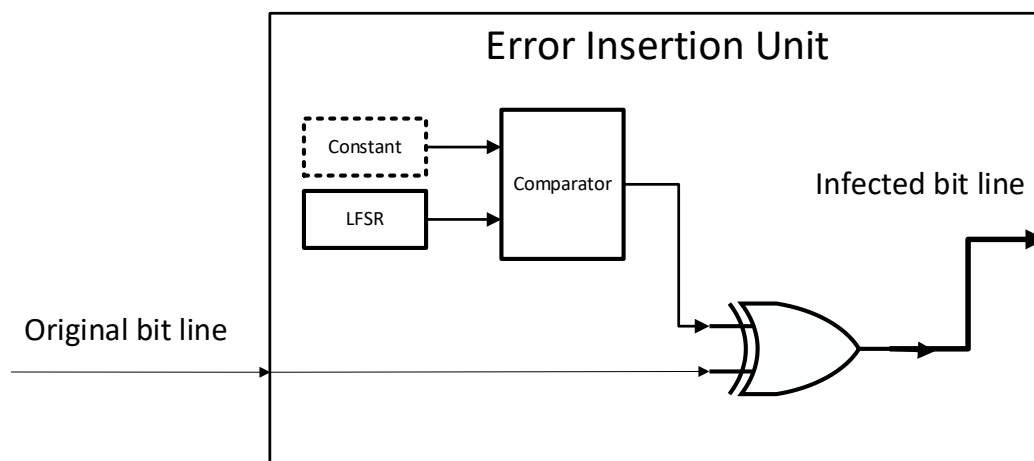 Error Insertion Unit
Constant
Comparator
LFSR
Infected bit line
Original bit line